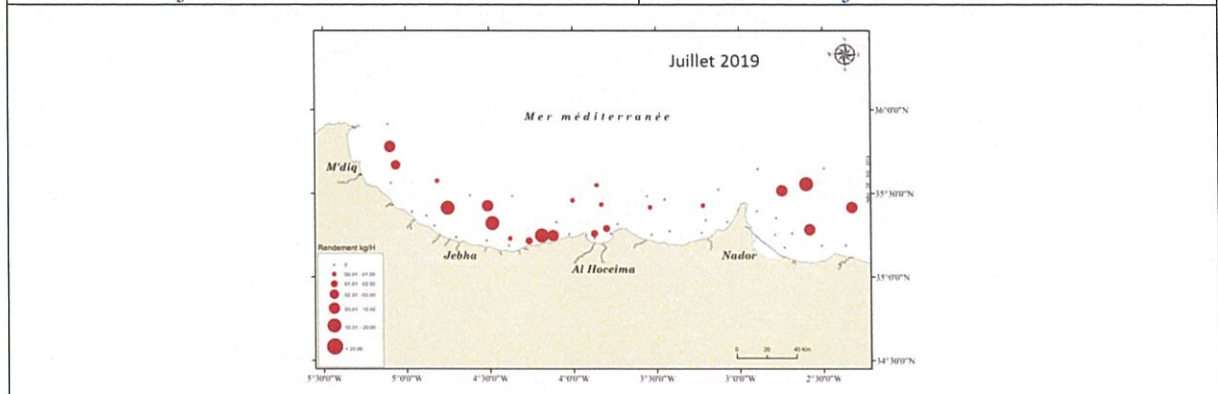 Juillet 2019
Mer méditerranée
36°0'0"N
M'diq
35°30'0"N
Rendement kg/H
Jebha
Al Hoceima
Nador
35°0'0"N
0
0 20 40 Km
34°30'0"N
5°30'0"W 5°0'0"W 4°30'0"W 4°0'0"W 3°30'0"W 3°0'0"W 2°30'0"W